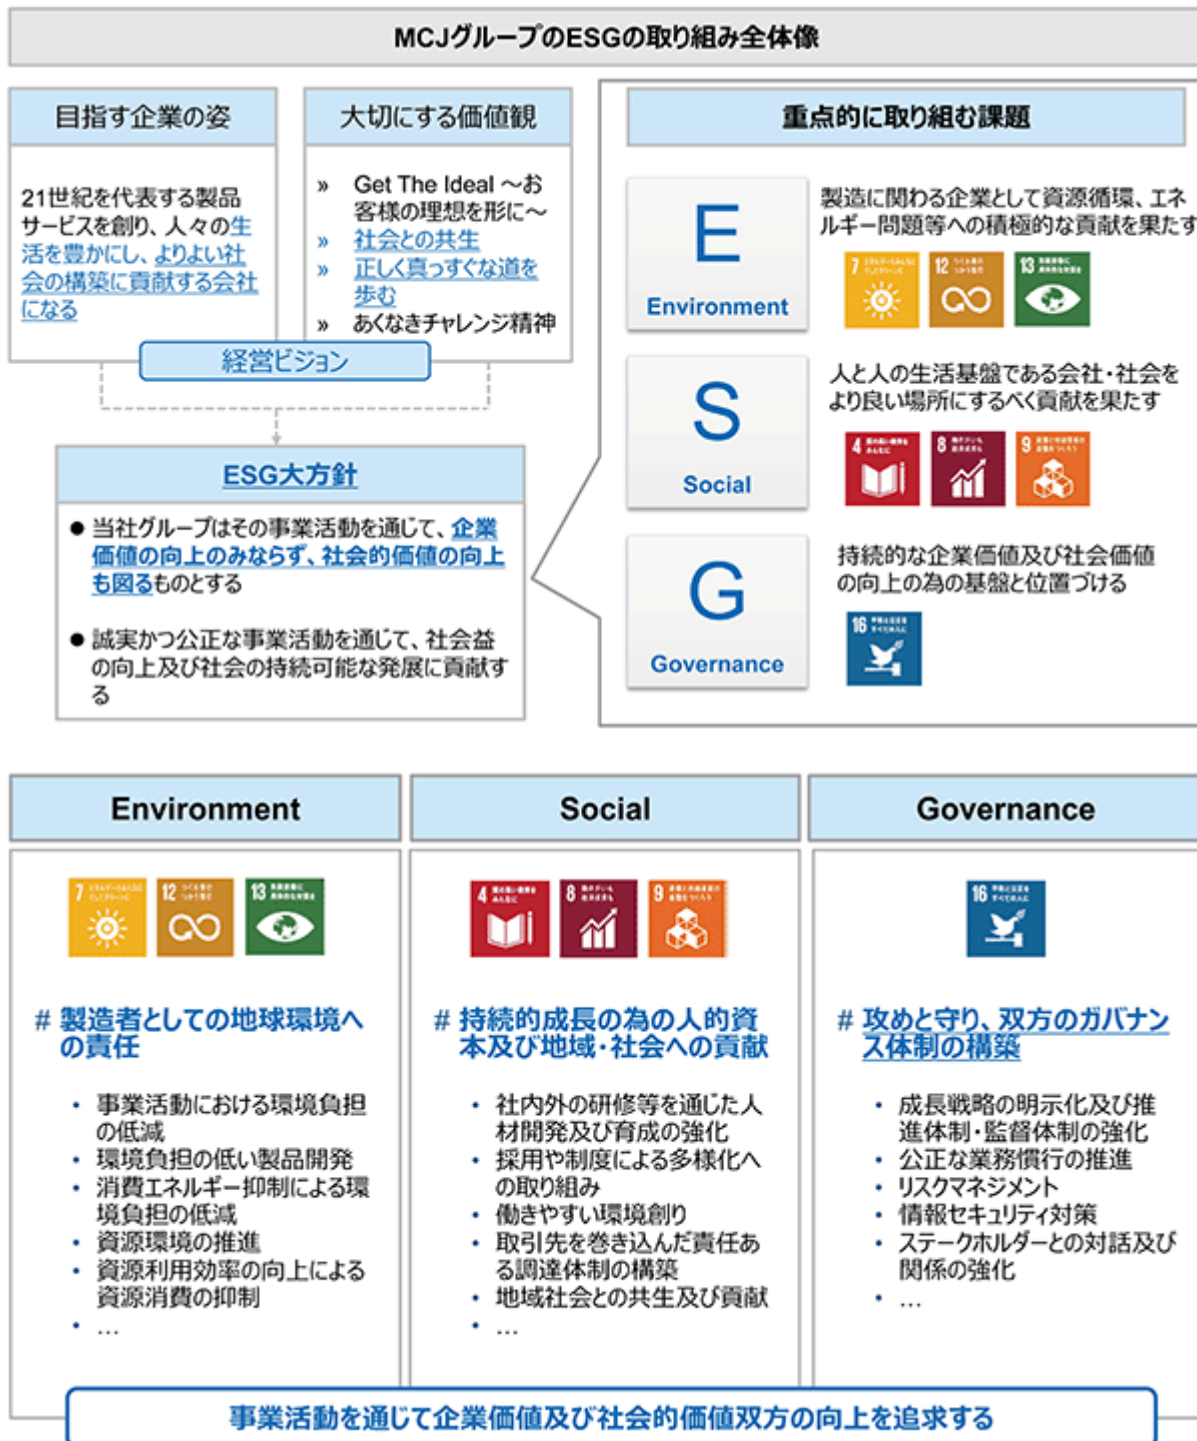 MCJグループのESGの取り組み全体像
目指す企業の姿
21世紀を代表する製品
サービスを創り、人々の生
活を豊かにし、よりよい社
会の構築に貢献する会社
になる
大切にする価値観
» Get The Ideal ～お
客様の理想を形に～
» 社会との共生
» 正しく真っすぐな道を
歩む
» あくなきチャレンジ精神
経営ビジョン
ESG大方針
● 当社グループはその事業活動を通じて、企業
価値の向上のみならず、社会的価値の向上
も図るものとする
● 誠実かつ公正な事業活動を通じて、社会益
の向上及び社会の持続可能な発展に貢献す
る
重点的に取り組む課題
E
Environment
製造に関わる企業として資源循環、エネ
ルギー問題等への積極的な貢献を果たす
7
12
13
S
Social
人と人の生活基盤である会社・社会を
より良い場所にするべく貢献を果たす
4
8
9
G
Governance
持続的な企業価値及び社会価値
の向上の為の基盤と位置づける
16
Environment
7
12
13
# 製造者としての地球環境へ
の責任
・ 事業活動における環境負担
の低減
・ 環境負担の低い製品開発
・ 消費エネルギー抑制による環
境負担の低減
・ 資源環境の推進
・ 資源利用効率の向上による
資源消費の抑制
・ …
Social
4
8
9
# 持続的成長の為の人的資
本及び地域・社会への貢献
・ 社内外の研修等を通じた人
材開発及び育成の強化
・ 採用や制度による多様化へ
の取り組み
・ 働きやすい環境創り
・ 取引先を巻き込んだ責任あ
る調達体制の構築
・ 地域社会との共生及び貢献
・ …
Governance
16
# 攻めと守り、双方のガバナン
ス体制の構築
・ 成長戦略の明示化及び推
進体制・監督体制の強化
・ 公正な業務慣行の推進
・ リスクマネジメント
・ 情報セキュリティ対策
・ ステークホルダーとの対話及び
関係の強化
・ …
事業活動を通じて企業価値及び社会的価値双方の向上を追求する